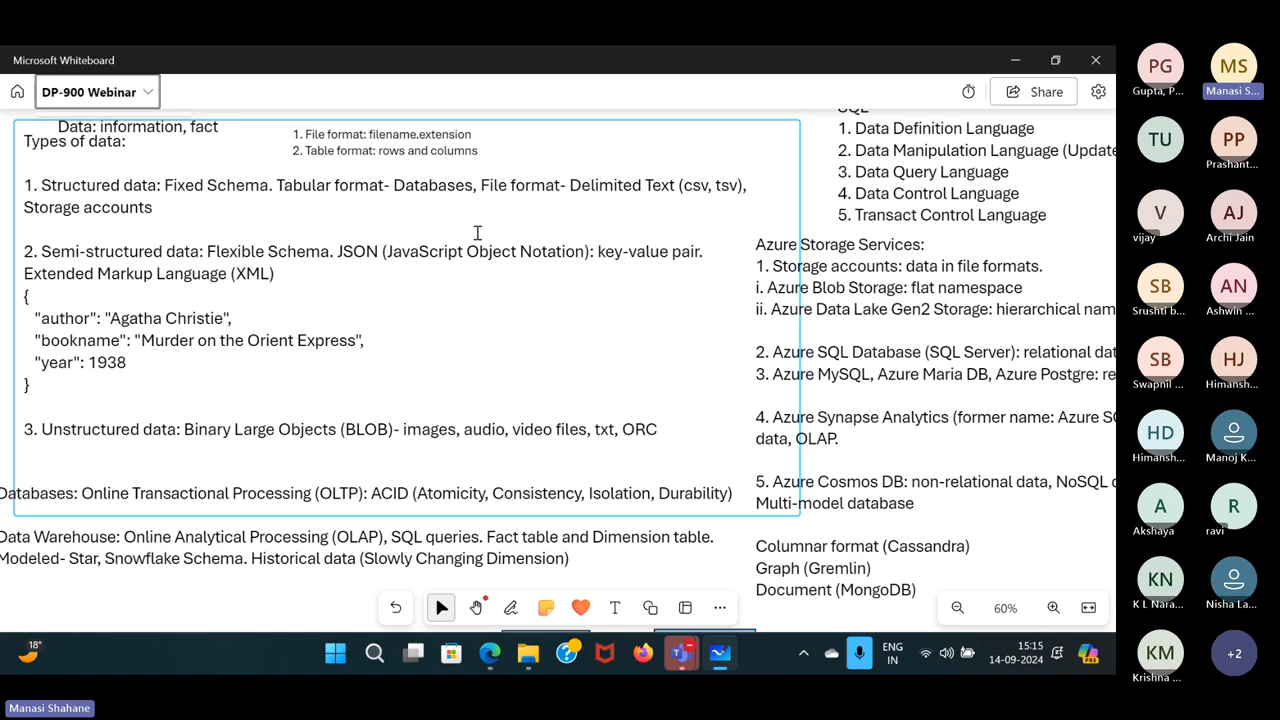 Microsoft Whiteboard
DP-900 Webinar
Share
Data: information, fact
Types of data:
1. File format: filename.extension
2. Table format: rows and columns
1. Structured data: Fixed Schema. Tabular format- Databases, File format- Delimited Text (csv, tsv),
Storage accounts
2. Semi-structured data: Flexible Schema. JSON (JavaScript Object Notation): key-value pair.
Extended Markup Language (XML)
{
"author": "Agatha Christie",
"bookname": "Murder on the Orient Express",
"year": 1938
}
3. Unstructured data: Binary Large Objects (BLOB)- images, audio, video files, txt, ORC
Databases: Online Transactional Processing (OLTP): ACID (Atomicity, Consistency, Isolation, Durability)
Data Warehouse: Online Analytical Processing (OLAP), SQL queries. Fact table and Dimension table.
Modeled- Star, Snowflake Schema. Historical data (Slowly Changing Dimension)
SQL
1. Data Definition Language
2. Data Manipulation Language (Update
3. Data Query Language
4. Data Control Language
5. Transact Control Language
Azure Storage Services:
1. Storage accounts: data in file formats.
i. Azure Blob Storage: flat namespace
ii. Azure Data Lake Gen2 Storage: hierarchical nam
2. Azure SQL Database (SQL Server): relational dat
3. Azure MySQL, Azure Maria DB, Azure Postgre: re
4. Azure Synapse Analytics (former name: Azure S
data, OLAP.
5. Azure Cosmos DB: non-relational data, NoSQL
Multi-model database
Columnar format (Cassandra)
Graph (Gremlin)
Document (MongoDB)
60%
18°
ENG
IN
15:15
14-09-2024
PRE
Manasi Shahane
PG
Gupta, P...
MS
Manasi S...
TU
PP
Prashant...
V
vijay
AJ
Archi Jain
SB
Srushti b...
AN
Ashwin ...
SB
Swapnil ...
HJ
Himansh...
HD
Himansh...
Manoj K...
A
Akshaya
R
ravi
KN
K L Nara...
Nisha La...
KM
Krishna ...
+2